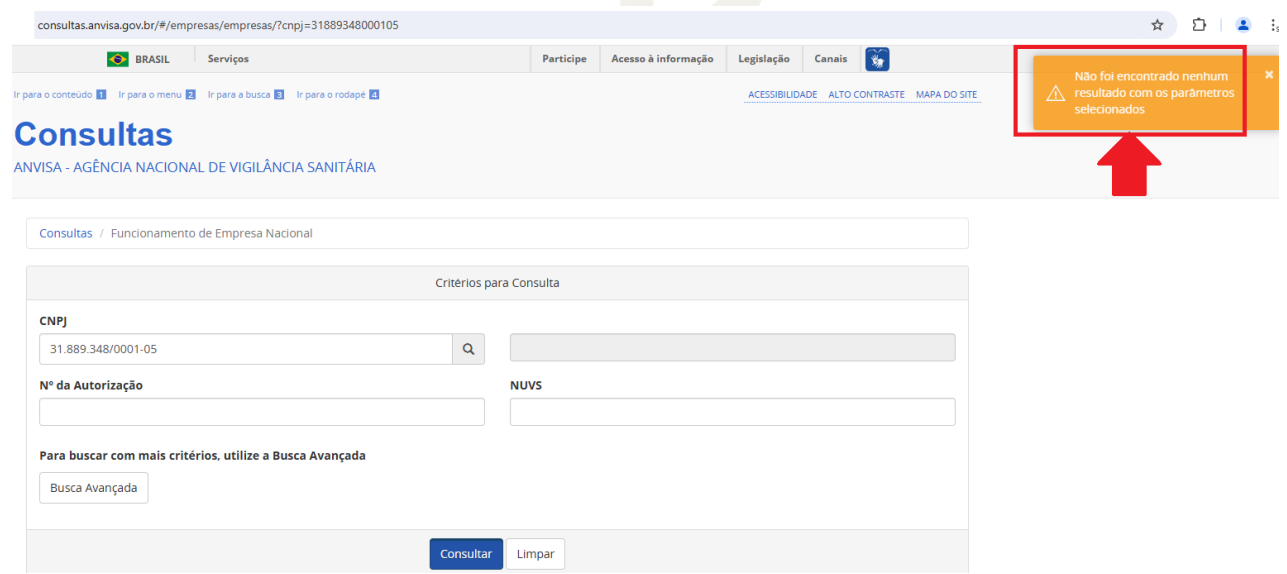 consultas.anvisa.gov.br/#/empresas/empresas/?cnpj=31889348000105
BRASIL Serviços Participe Acesso à informação Legislação Canais
Ir para o conteúdo 1 Ir para o menu 2 Ir para a busca 3 Ir para o rodapé 4 ACESSIBILIDADE ALTO CONTRASTE MAPA DO SITE
Não foi encontrado nenhum
resultado com os parâmetros
selecionados
×
Consultas
ANVISA - AGÊNCIA NACIONAL DE VIGILÂNCIA SANITÁRIA
Consultas / Funcionamento de Empresa Nacional
Critérios para Consulta
CNPJ
31.889.348/0001-05
Nº da Autorização NUVS
Para buscar com mais critérios, utilize a Busca Avançada
Busca Avançada
Consultar Limpar